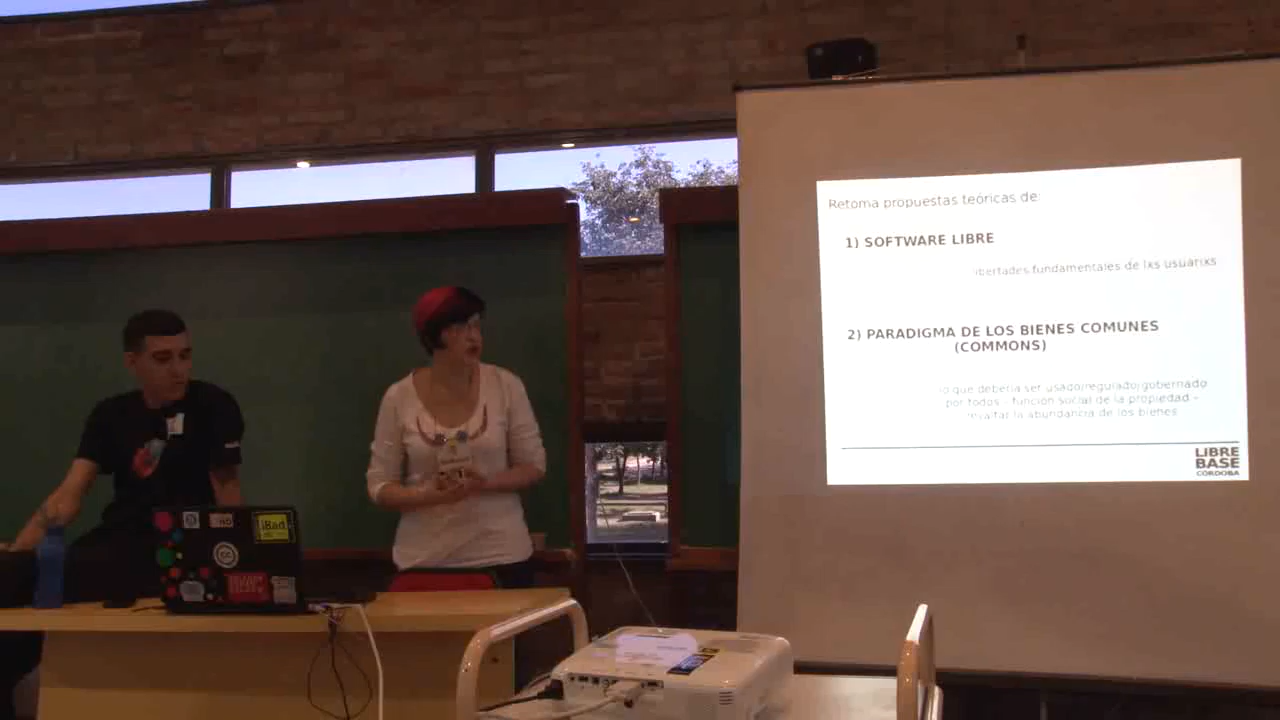 Retoma propuestas teóricas de:
1) SOFTWARE LIBRE
libertades fundamentales de lxs usuarixs
2) PARADIGMA DE LOS BIENES COMUNES
(COMMONS)
lo que debería ser usado/regulado/gobernado
por todos - función social de la propiedad -
la abundancia de los bienes
LIBRE
BASE
CÓRDOBA
iBad
cc